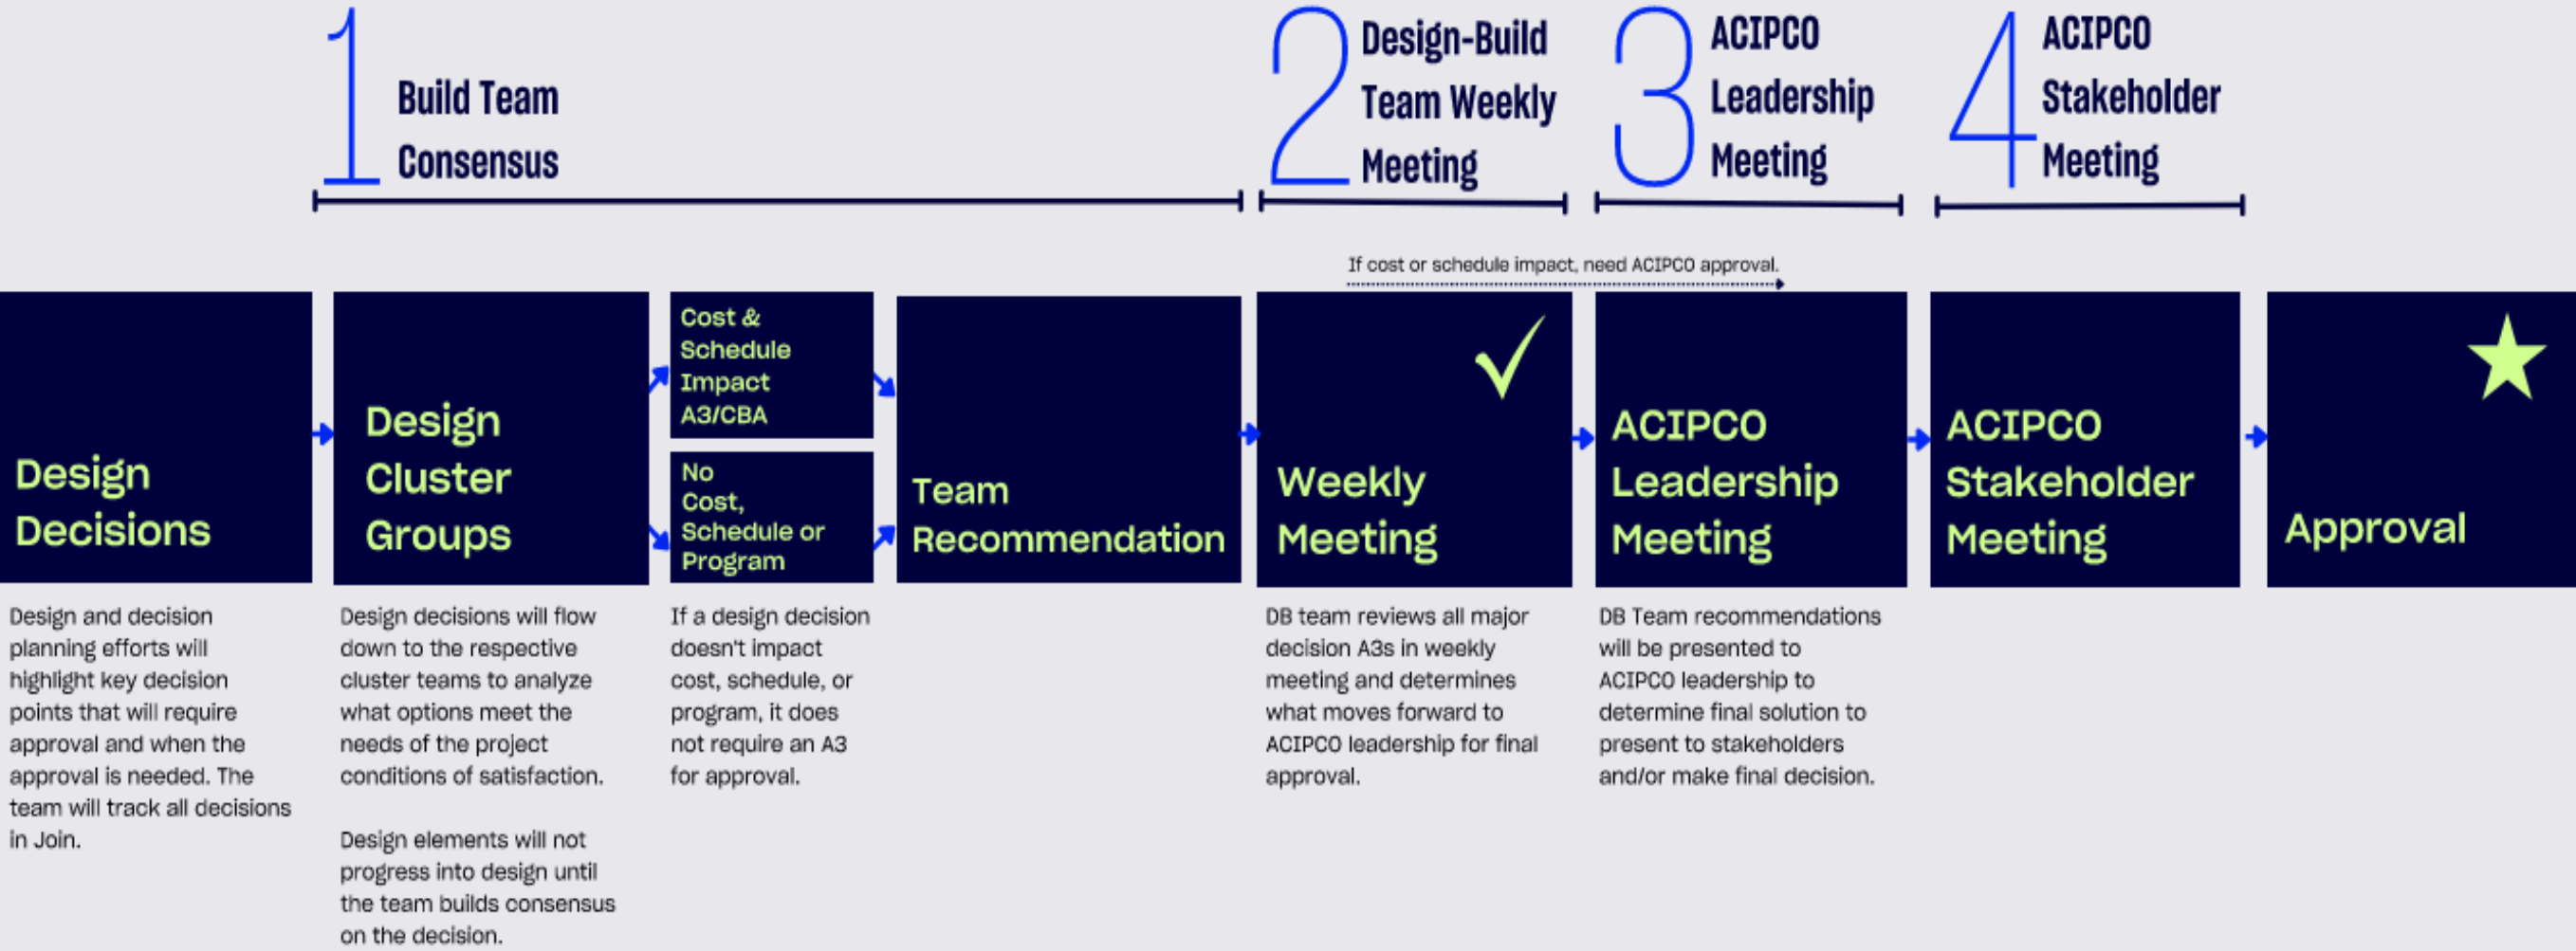 1
Build Team
Consensus
2
Design-Build
Team Weekly
Meeting
3
ACIPCO
Leadership
Meeting
4
ACIPCO
Stakeholder
Meeting
If cost or schedule impact, need ACIPCO approval.
Design
Decisions
Design
Cluster
Groups
Cost &
Schedule
Impact
A3/CBA
No
Cost,
Schedule or
Program
Team
Recommendation
Weekly
Meeting
ACIPCO
Leadership
Meeting
ACIPCO
Stakeholder
Meeting
Approval
Design and decision
planning efforts will
highlight key decision
points that will require
approval and when the
approval is needed. The
team will track all decisions
in Join.
Design decisions will flow
down to the respective
cluster teams to analyze
what options meet the
needs of the project
conditions of satisfaction.
Design elements will not
progress into design until
the team builds consensus
on the decision.
If a design decision
doesn't impact
cost, schedule, or
program, it does
not require an A3
for approval.
DB team reviews all major
decision A3s in weekly
meeting and determines
what moves forward to
ACIPCO leadership for final
approval.
DB Team recommendations
will be presented to
ACIPCO leadership to
determine final solution to
present to stakeholders
and/or make final decision.